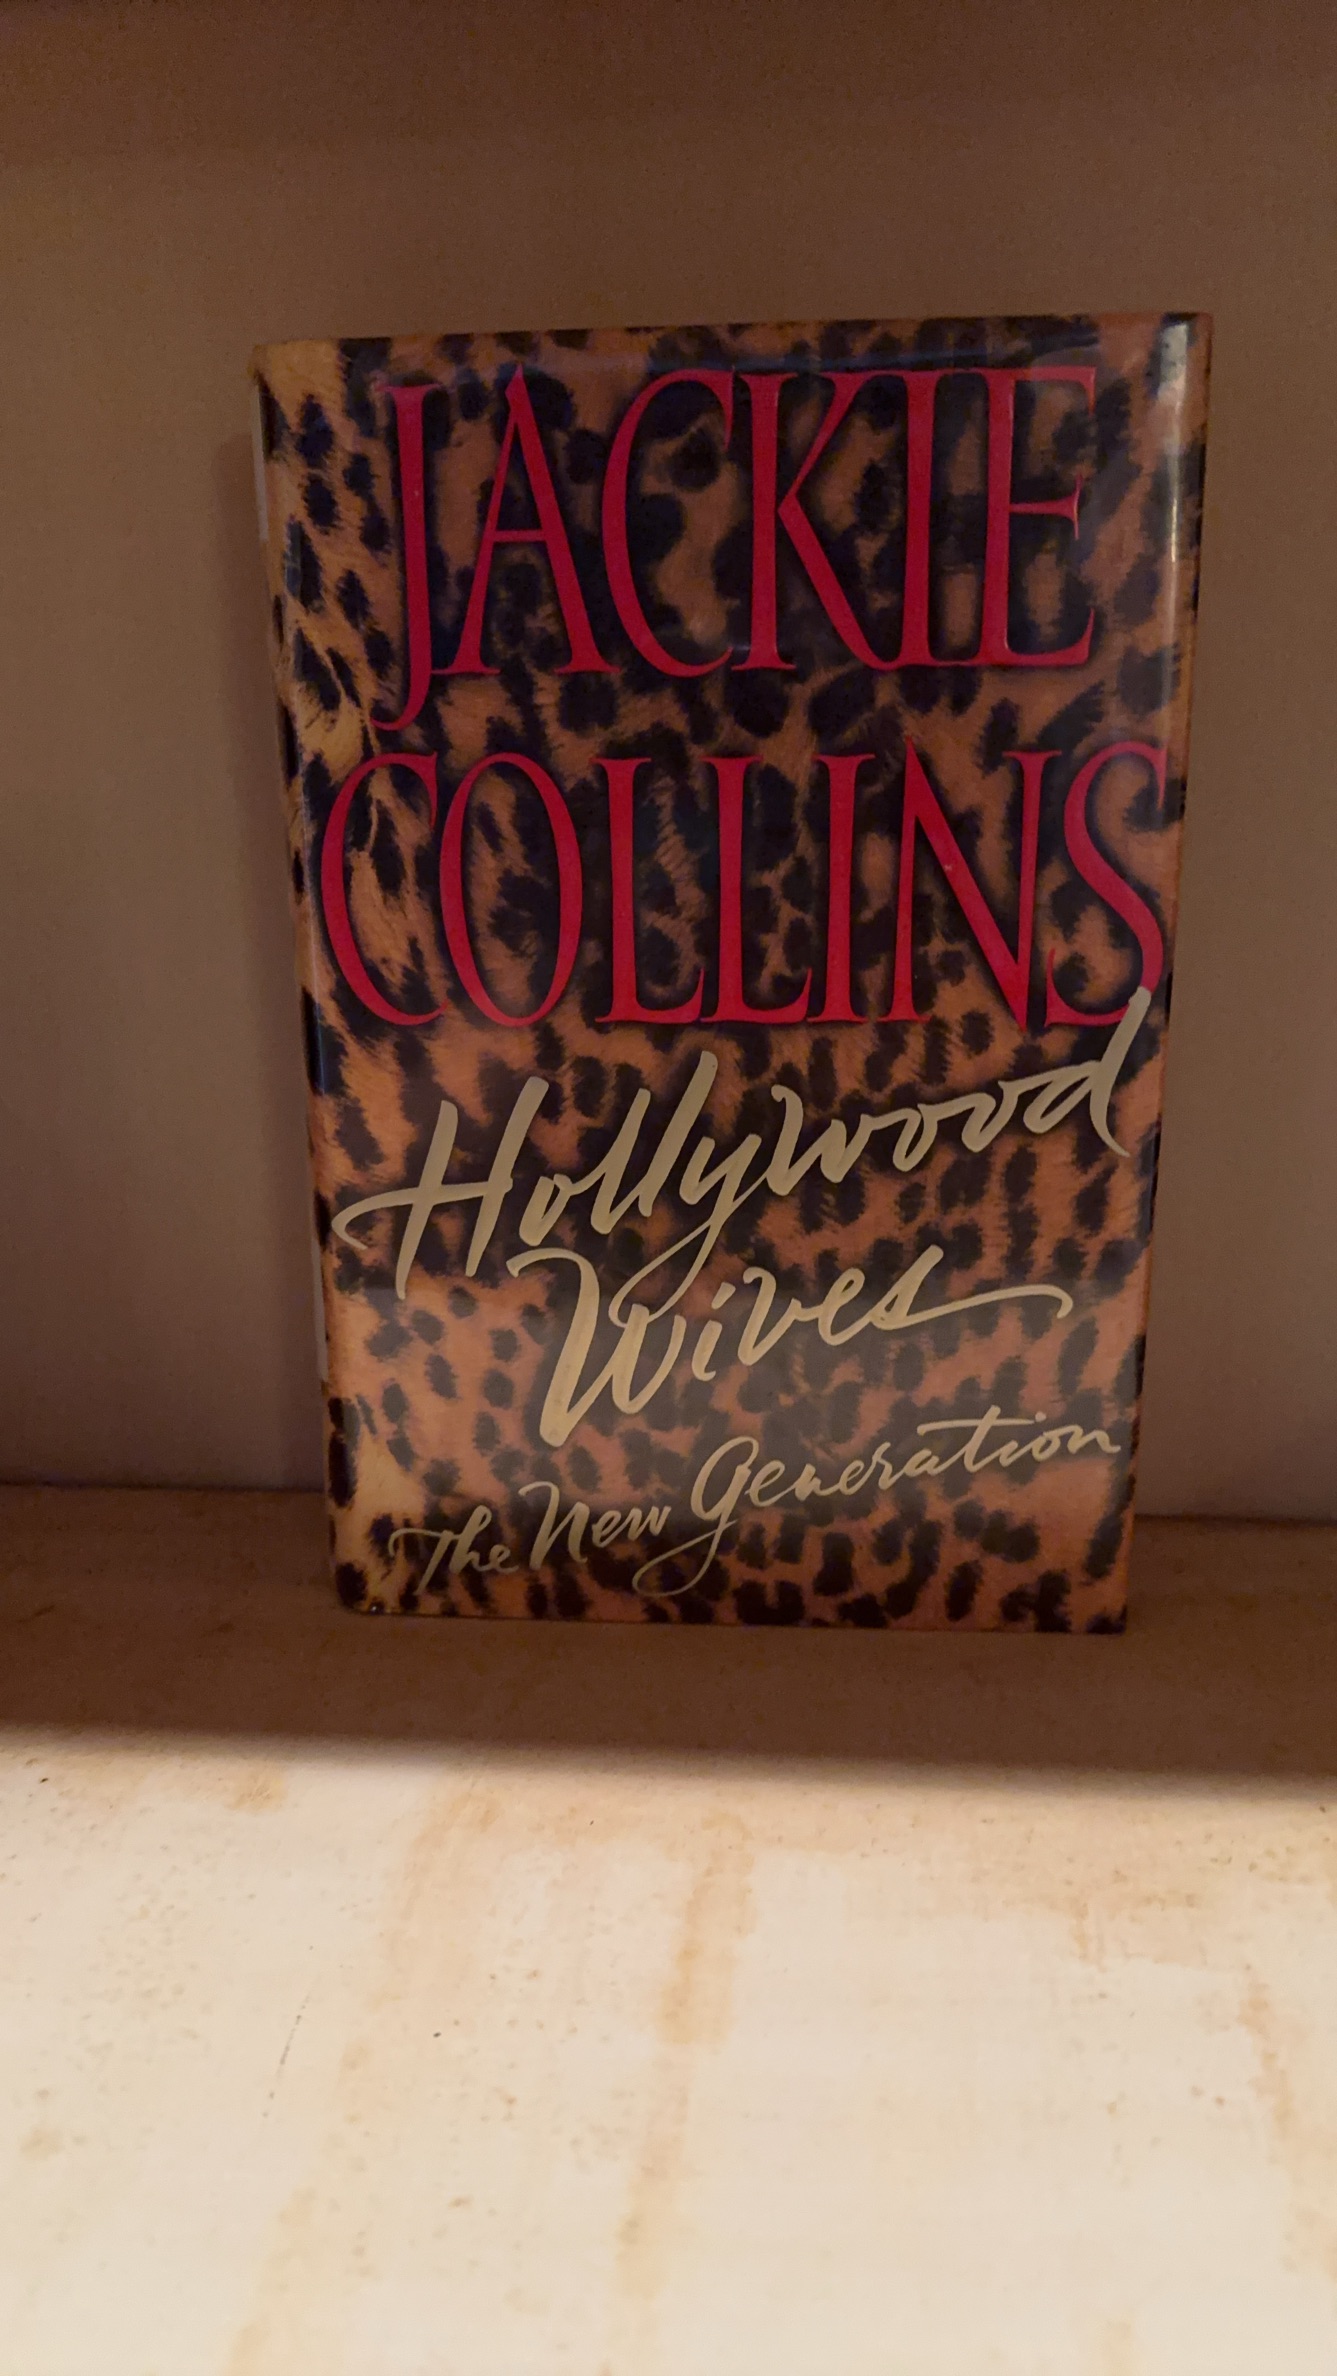 JACKIE
COLLINS
Hollywood
Wives
The New Generation